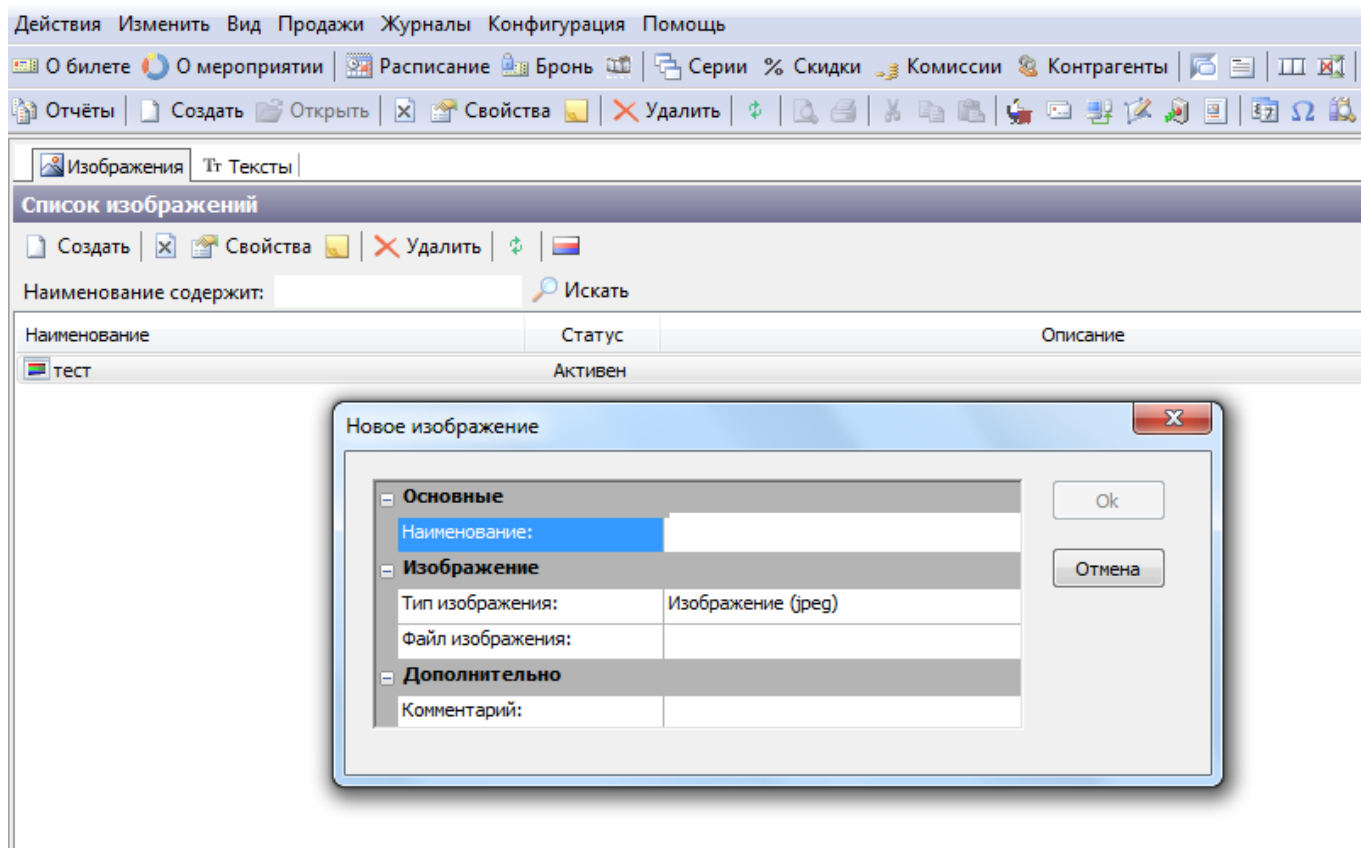 Действия Изменить Вид Продажи Журналы Конфигурация Помощь
О билете О мероприятии Расписание Бронь Серии % Скидки Комиссии Контрагенты
Отчёты Создать Открыть Свойства Удалить Ω
Изображения Тт Тексты
Список изображений
Создать Свойства Удалить
Наименование содержит: Искать
Наименование Статус Описание
тест Активен
Новое изображение
Основные
Ok
Наименование:
Изображение
Отмена
Тип изображения: Изображение (jpeg)
Файл изображения:
Дополнительно
Комментарий: